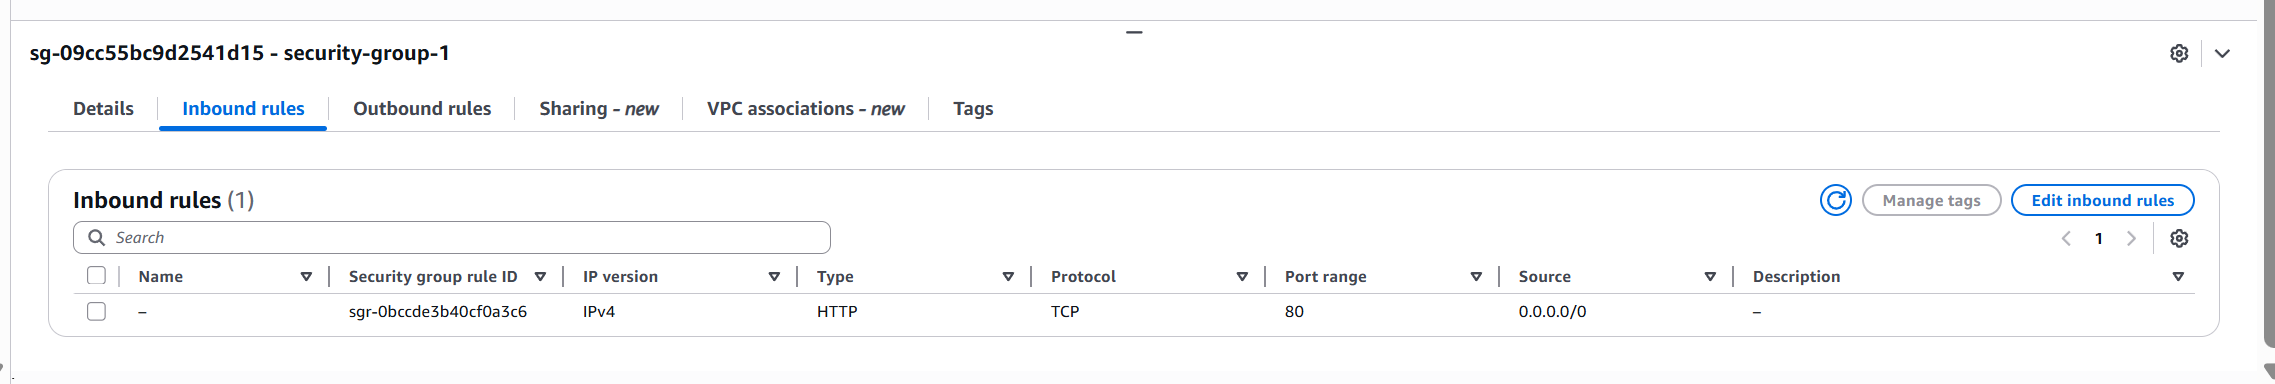 sg-09cc55bc9d2541d15 - security-group-1
Details Inbound rules Outbound rules Sharing - new VPC associations - new Tags
Inbound rules (1) Manage tags Edit inbound rules
Search 1
Name Security group rule ID IP version Type Protocol Port range Source Description
– sgr-0bccde3b40cf0a3c6 IPv4 HTTP TCP 80 0.0.0.0/0 –